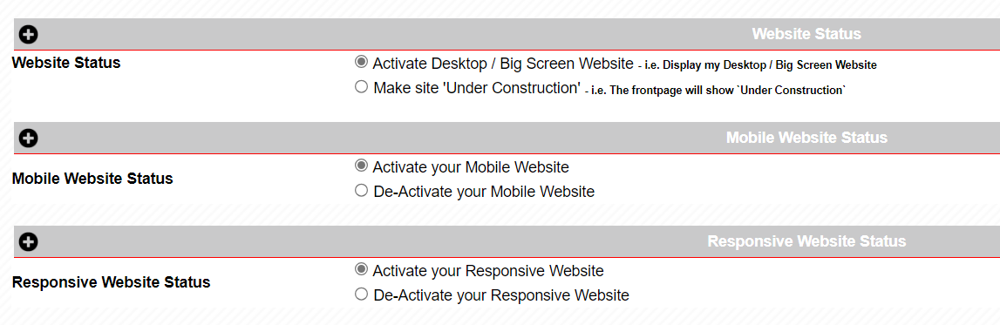 Website Status
Website Status
Activate Desktop / Big Screen Website - i.e. Display my Desktop / Big Screen Website
Make site 'Under Construction' - i.e. The frontpage will show `Under Construction`
Mobile Website Status
Mobile Website Status
Activate your Mobile Website
De-Activate your Mobile Website
Responsive Website Status
Responsive Website Status
Activate your Responsive Website
De-Activate your Responsive Website